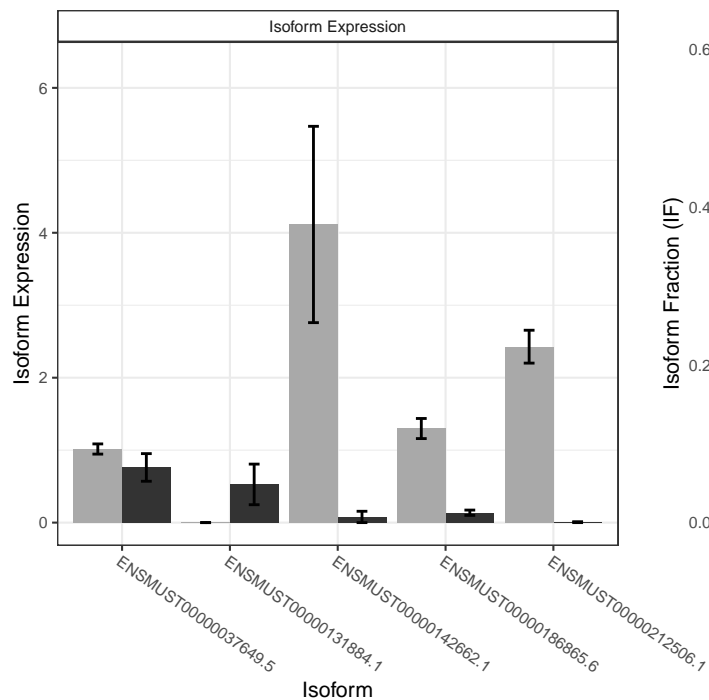 Isoform Expression
Isoform Expression
6
4
2
0
ENSMUST00000037649.5
ENSMUST00000131884.1
ENSMUST00000142662.1
ENSMUST00000186865.6
ENSMUST00000212506.1
Isoform
Isoform Fraction (IF)
0.6
0.4
0.2
0.0